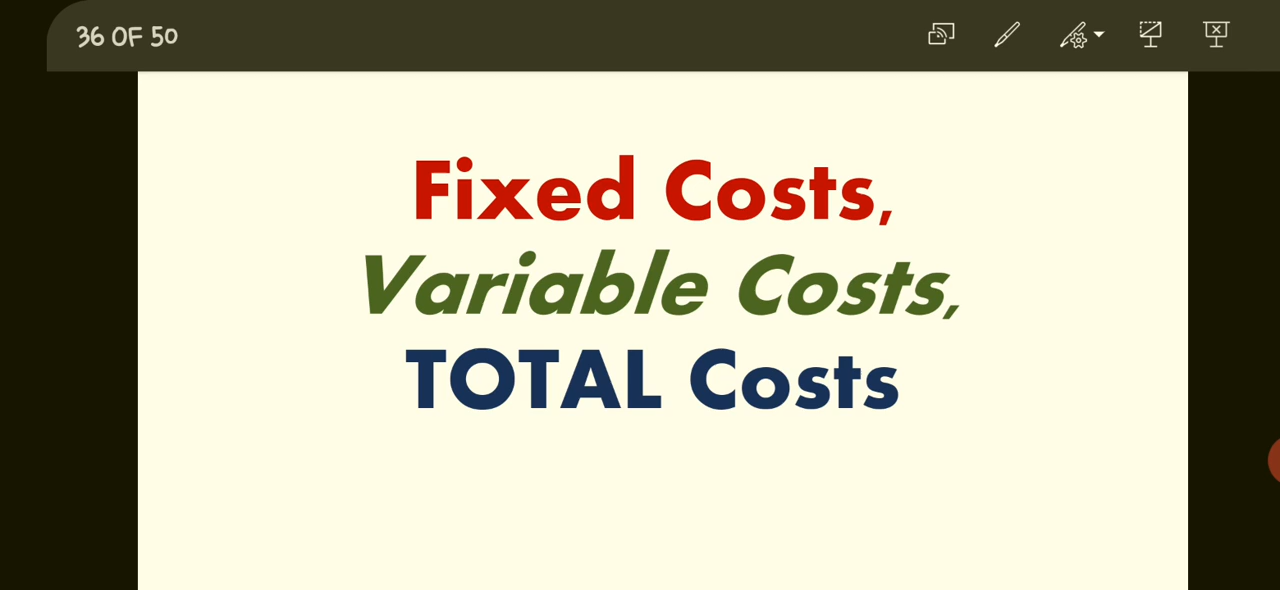 36 OF 50
Fixed Costs,
Variable Costs,
TOTAL Costs